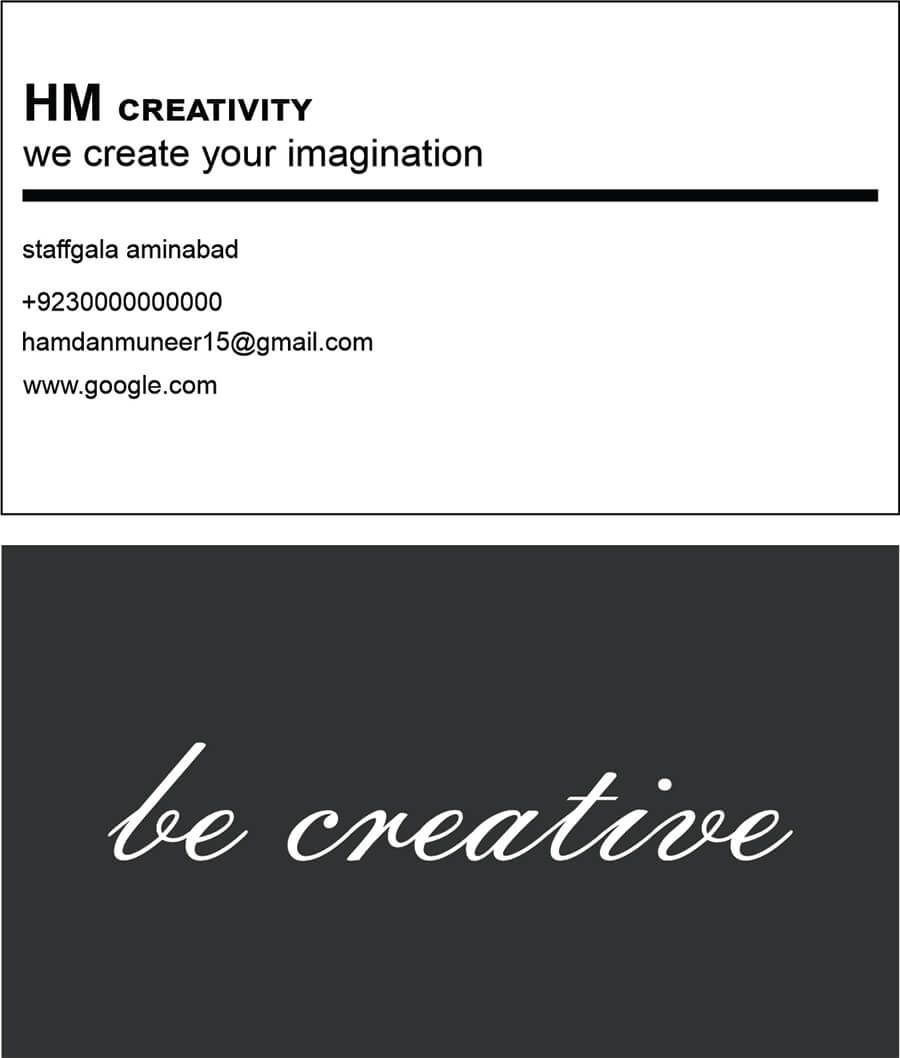 HM CREATIVITY
we create your imagination
staffgala aminabad
+9230000000000
hamdanmuneer15@gmail.com
www.google.com
be creative